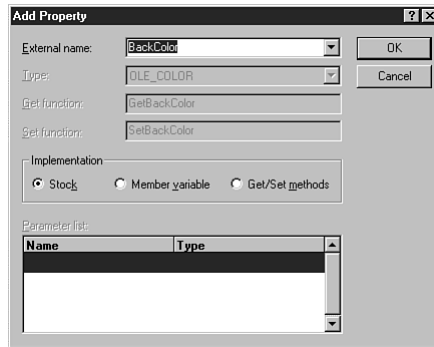 Add Property
External name: BackColor OK
Type: OLE_COLOR Cancel
Get function: GetBackColor
Set function: SetBackColor
Implementation
Stock Member variable Get/Set methods
Parameter list:
Name Type